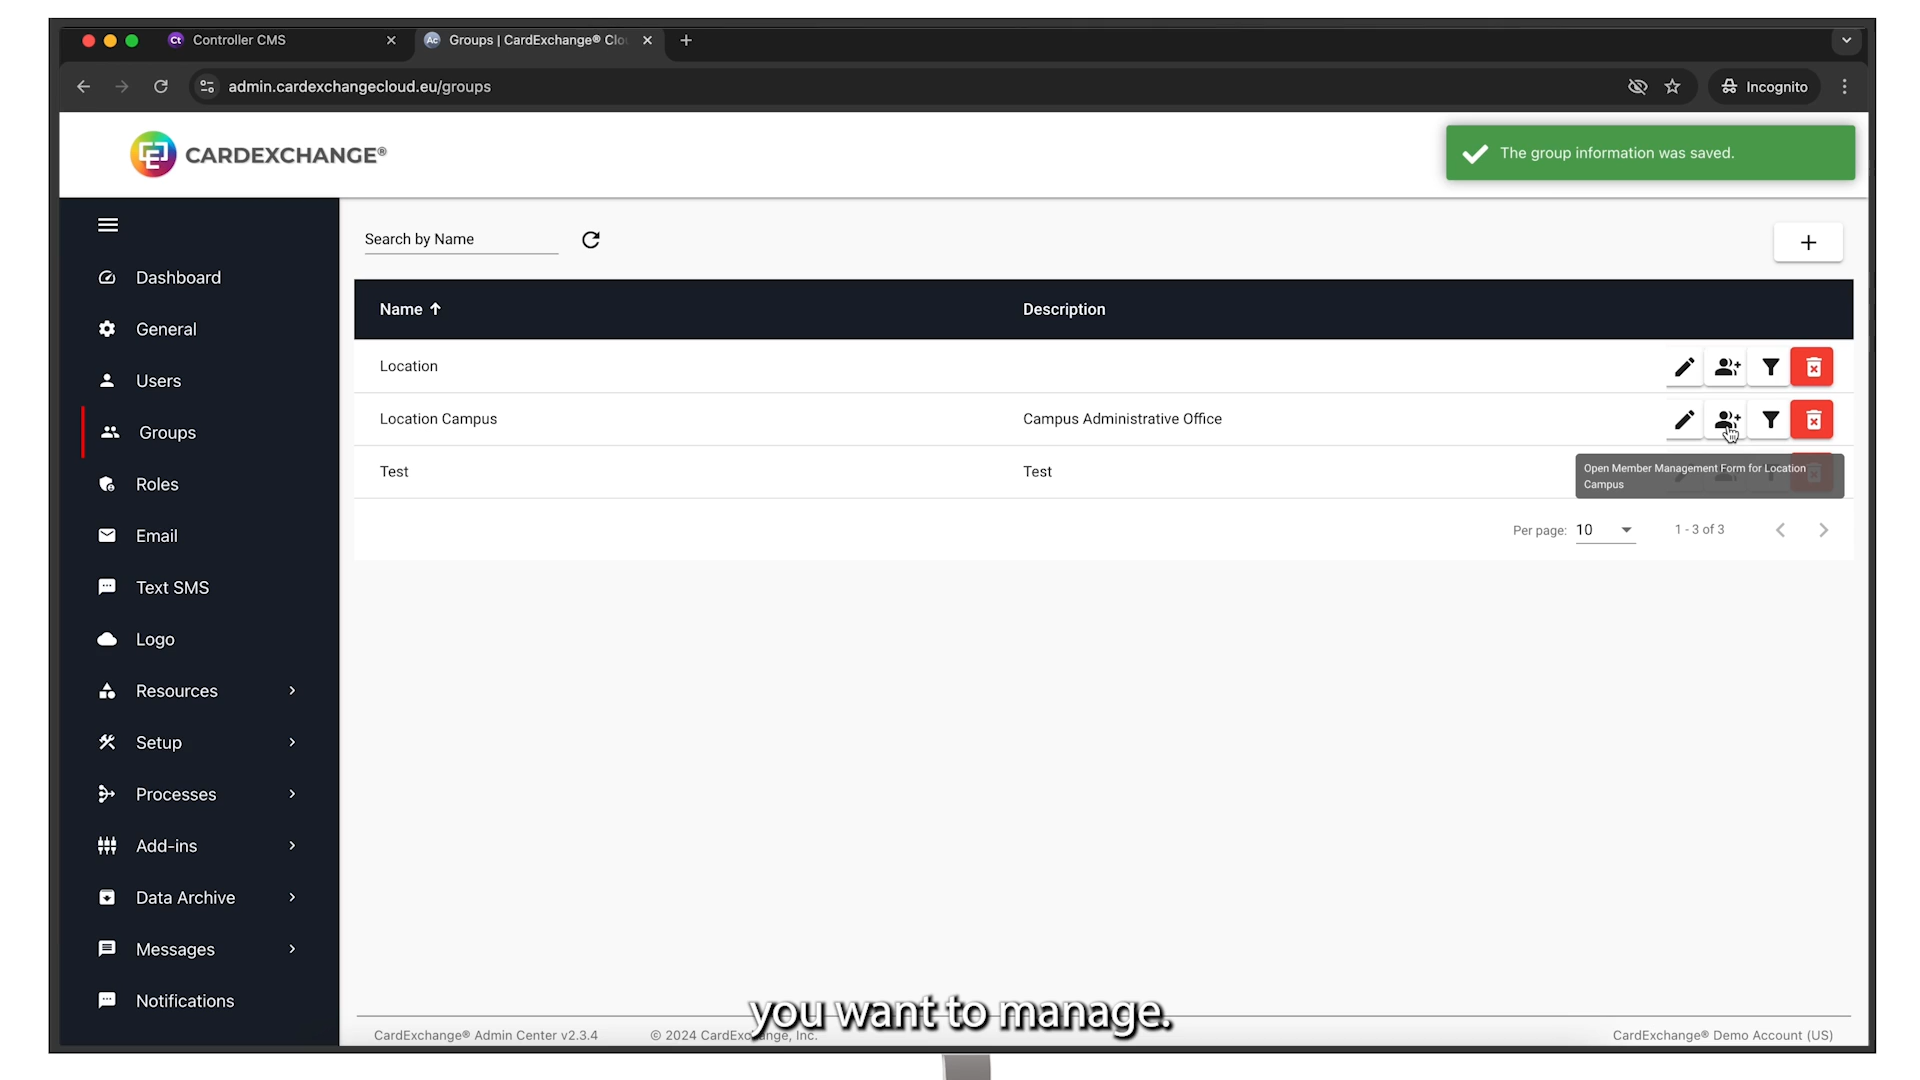 Ct Controller CMS
Ac Groups | CardExchange® Clo
admin.cardexchangecloud.eu/groups
Incognito
CARDEXCHANGE®
The group information was saved.
Search by Name
Dashboard
General
Users
Groups
Roles
Email
Text SMS
Logo
Resources
Setup
Processes
Add-ins
Data Archive
Messages
Notifications
Name Description
Location
Location Campus Campus Administrative Office
Test Test
Open Member Management Form for Location
Campus
Per page: 10 1 - 3 of 3
you want to manage.
CardExchange® Admin Center v2.3.4 © 2024 CardExchange, Inc. CardExchange® Demo Account (US)